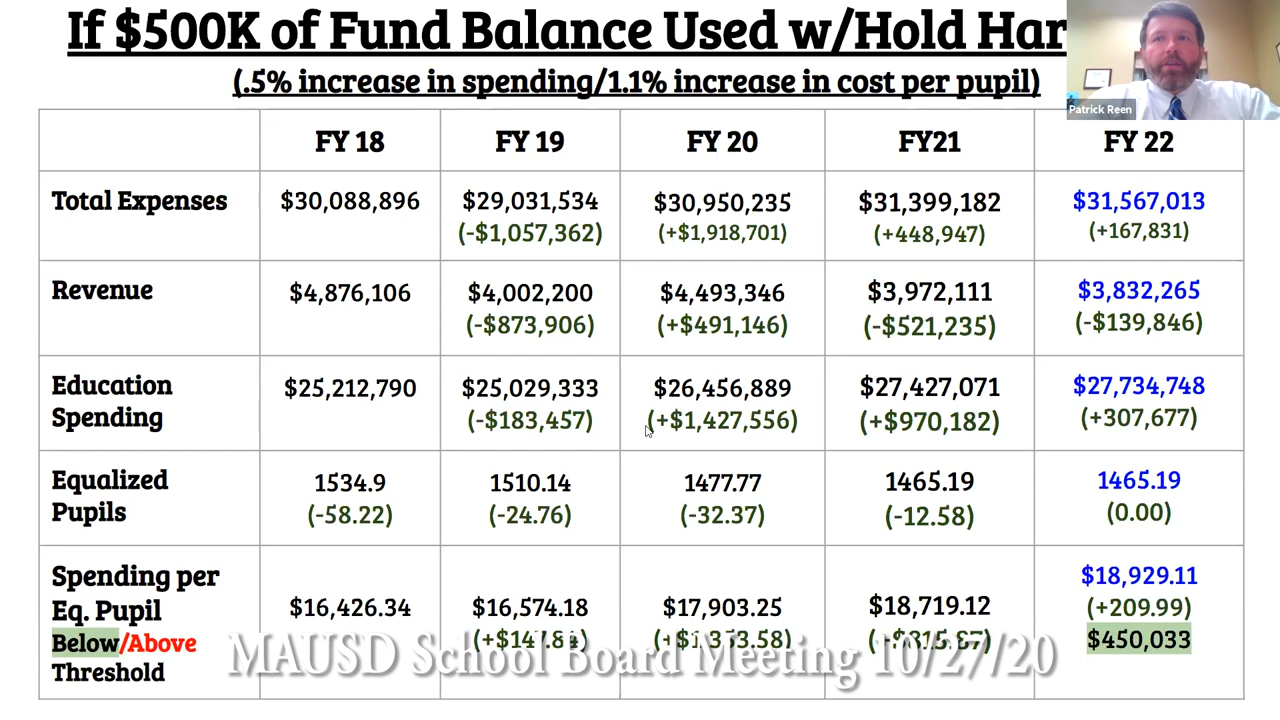 If $500K of Fund Balance Used w/Hold Har
(.5% increase in spending/1.1% increase in cost per pupil)
Patrick Reen
FY 18 FY 19 FY 20 FY21 FY 22
Total Expenses $30,088,896 $29,031,534 $30,950,235 $31,399,182 $31,567,013
(-$1,057,362) (+$1,918,701) (+448,947) (+167,831)
Revenue $4,876,106 $4,002,200 $4,493,346 $3,972,111 $3,832,265
(-$873,906) (+$491,146) (-$521,235) (-$139,846)
Education $25,212,790 $25,029,333 $26,456,889 $27,427,071 $27,734,748
Spending (-$183,457) (+$1,427,556) (+$970,182) (+307,677)
Equalized 1534.9 1510.14 1477.77 1465.19 1465.19
Pupils (-58.22) (-24.76) (-32.37) (-12.58) (0.00)
Spending per $18,929.11
Eq. Pupil $16,426.34 $16,574.18 $17,903.25 $18,719.12 (+209.99)
Below/Above (+$147.84) (+$815.87) $450,033
MAUSD School Board Meeting 10/27/20
Threshold